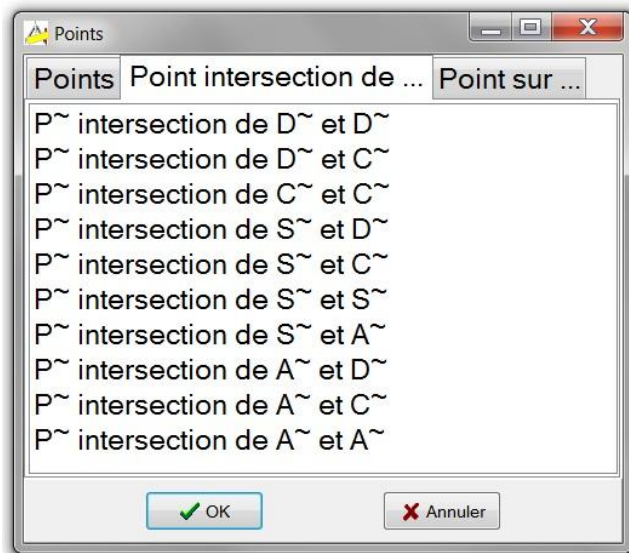 Points
Points Point intersection de ... Point sur ...
P~ intersection de D~ et D~
P~ intersection de D~ et C~
P~ intersection de C~ et C~
P~ intersection de S~ et D~
P~ intersection de S~ et C~
P~ intersection de S~ et S~
P~ intersection de S~ et A~
P~ intersection de A~ et D~
P~ intersection de A~ et C~
P~ intersection de A~ et A~
OK Annuler